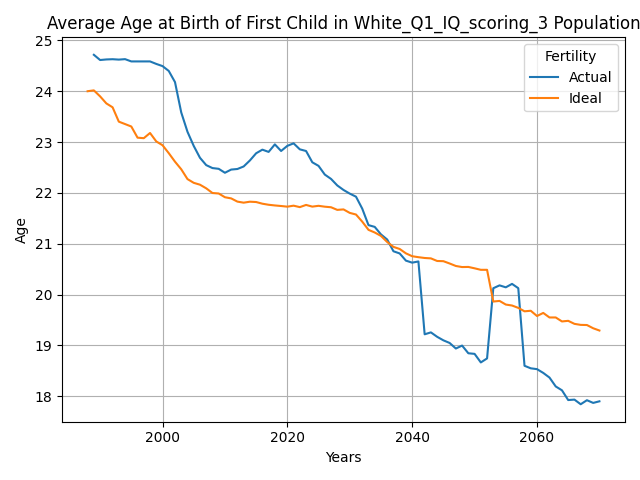 Average Age at Birth of First Child in White_Q1_IQ_scoring_3 Population
Fertility
Actual
Ideal
Age
25
24
23
22
21
20
19
18
2000
2020
2040
2060
Years